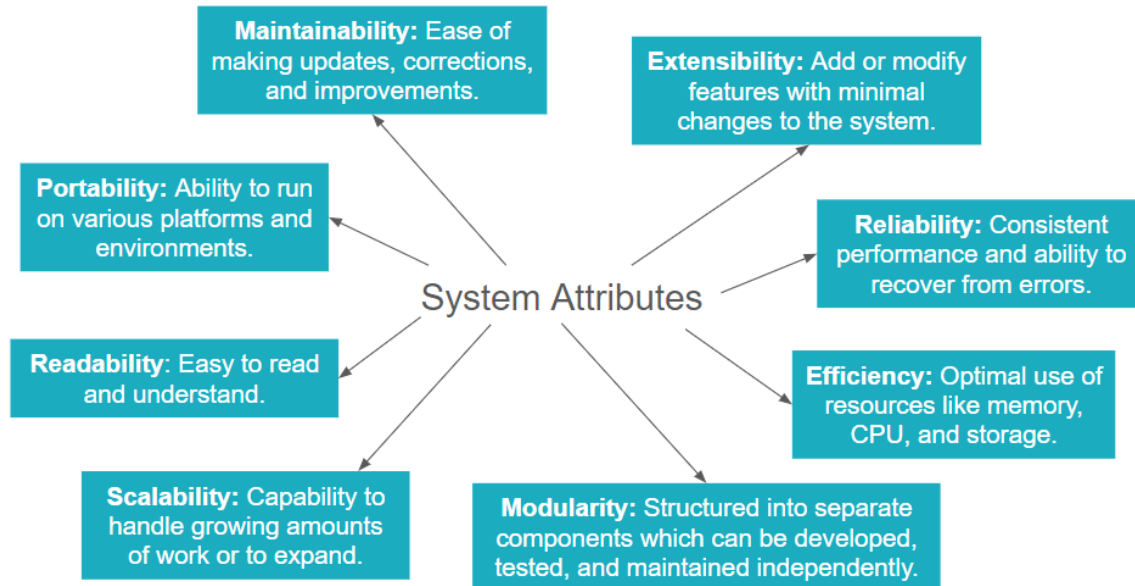 Maintainability: Ease of
making updates, corrections,
and improvements.
Extensibility: Add or modify
features with minimal
changes to the system.
Portability: Ability to run
on various platforms and
environments.
Reliability: Consistent
performance and ability to
recover from errors.
System Attributes
Readability: Easy to read
and understand.
Efficiency: Optimal use of
resources like memory,
CPU, and storage.
Scalability: Capability to
handle growing amounts
of work or to expand.
Modularity: Structured into separate
components which can be developed,
tested, and maintained independently.